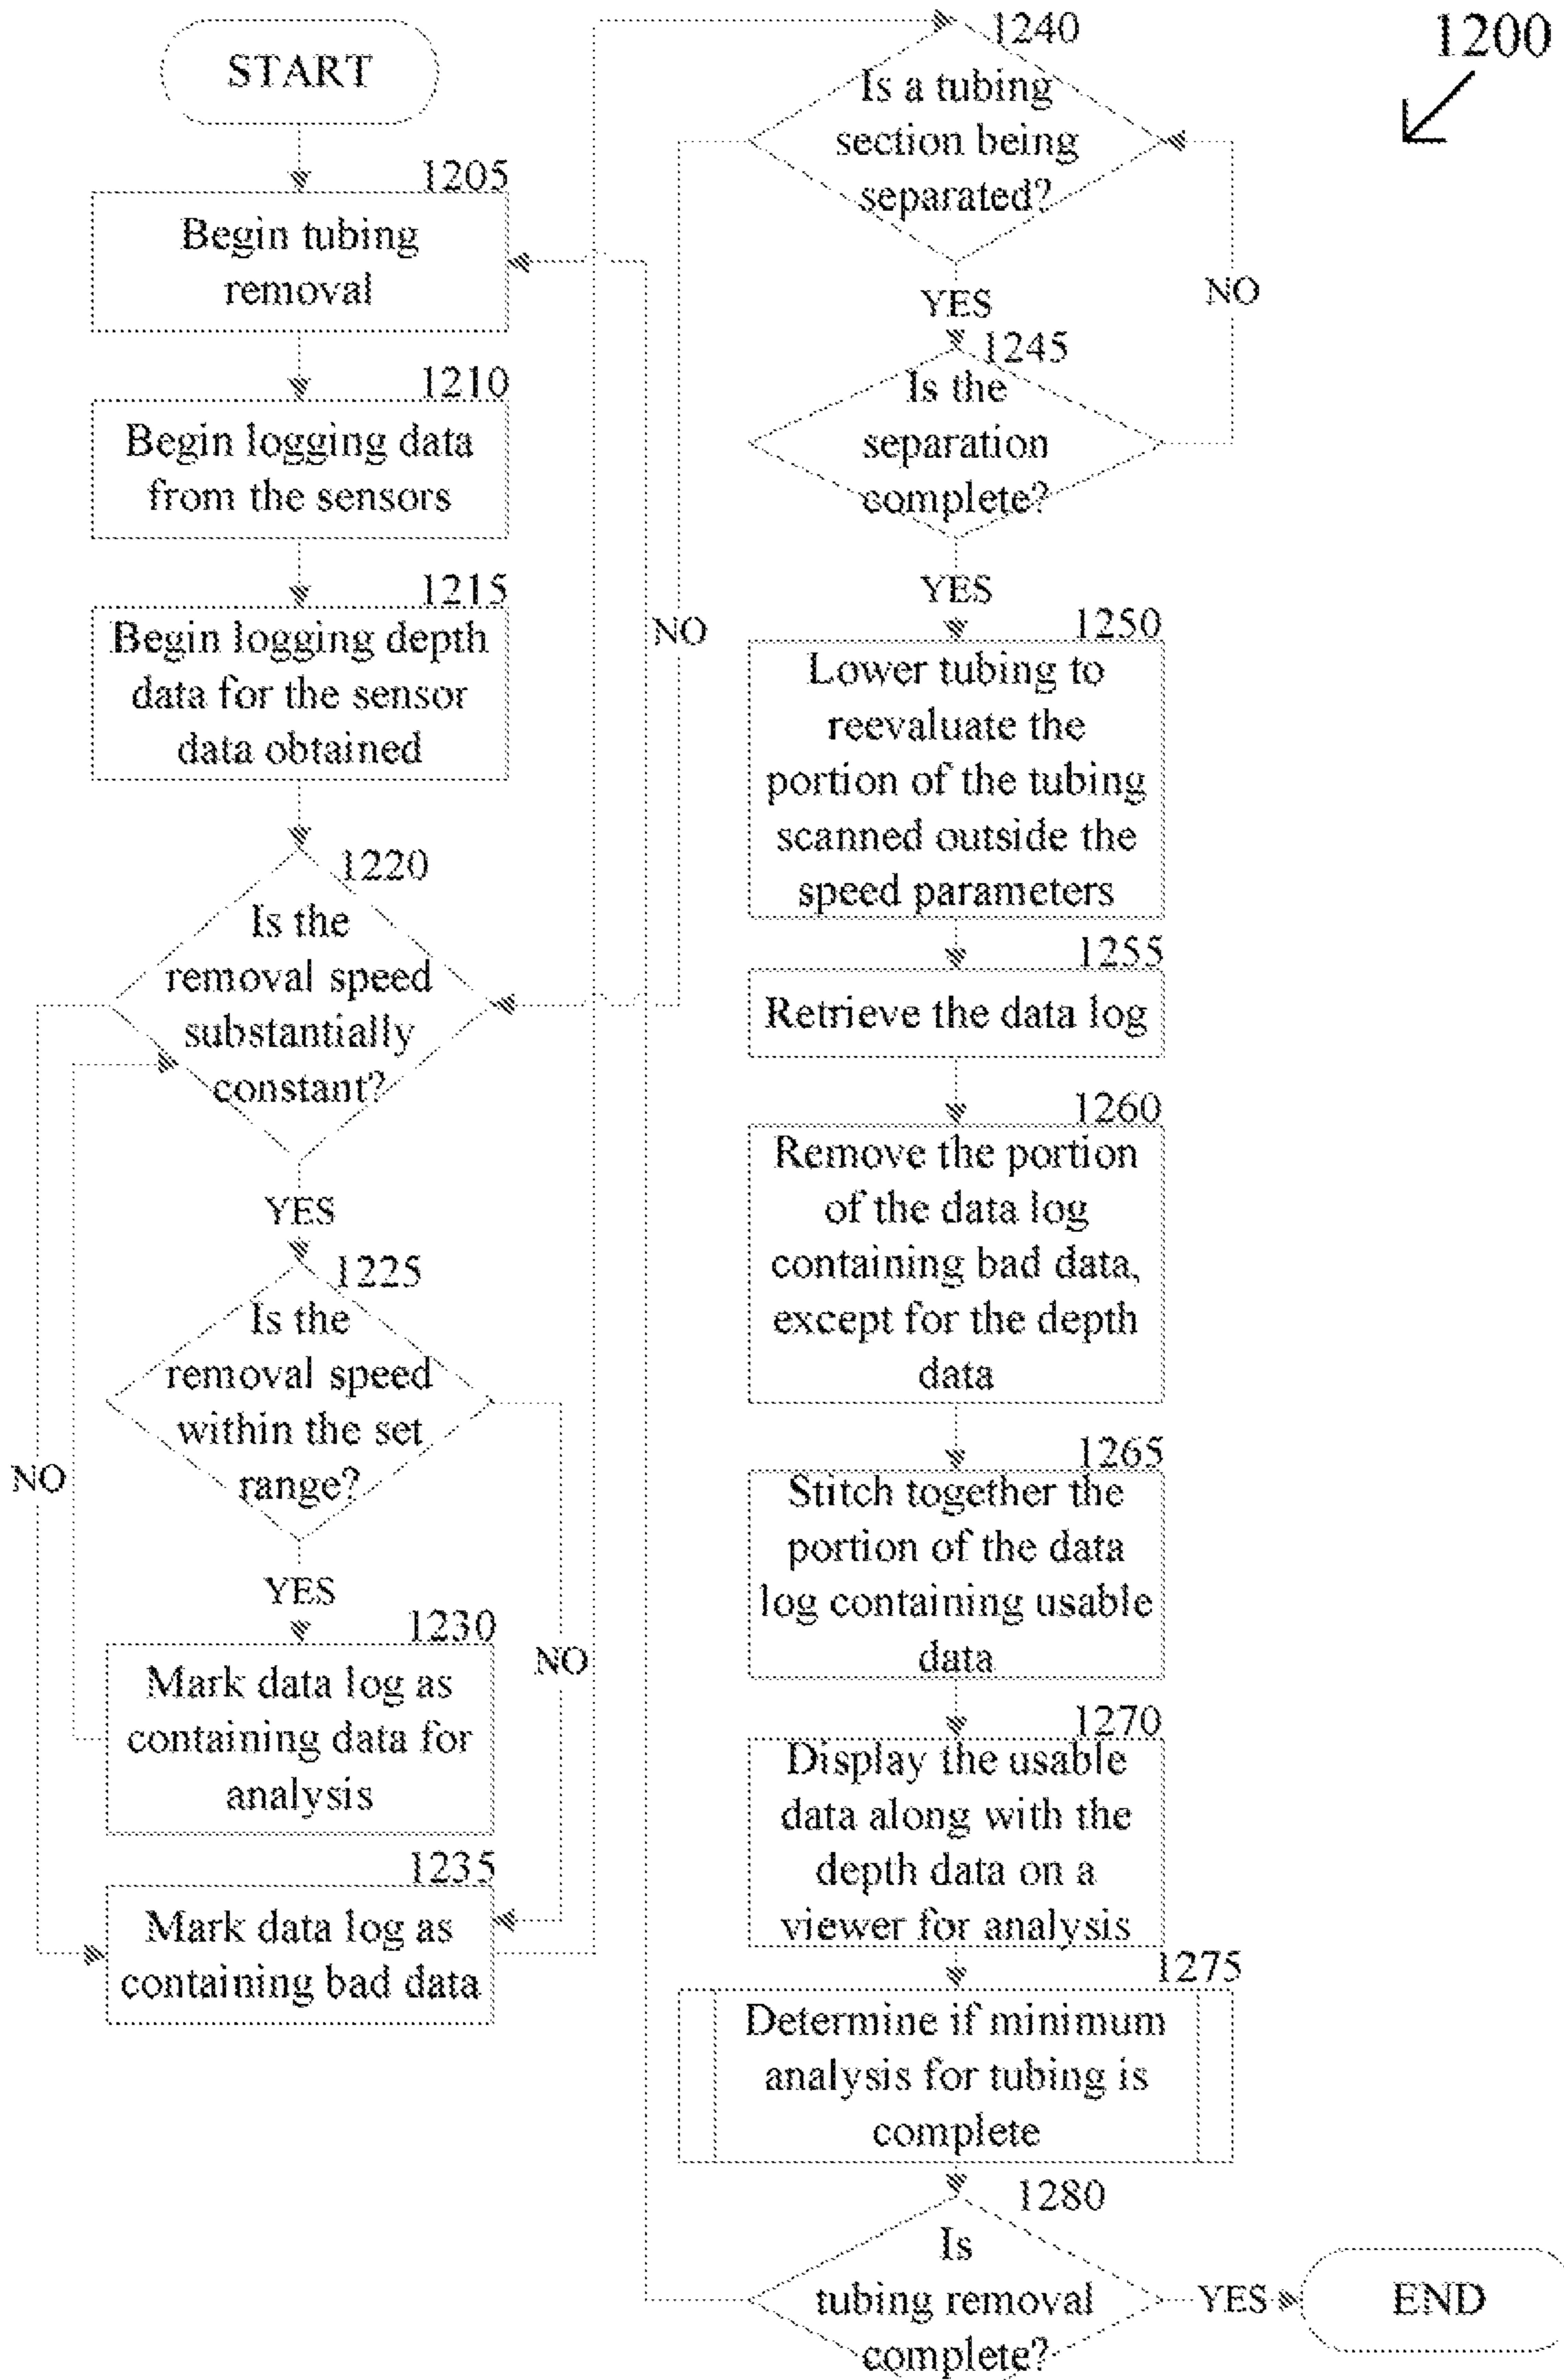 1200
START
1205
Begin tubing
removal
1210
Begin logging data
from the sensors
1215
Begin logging depth
data for the sensor
data obtained
1220
Is the
removal speed
substantially
constant?
YES
NO
1225
Is the
removal speed
within the set
range?
YES
NO
1230
Mark data log as
containing data for
analysis
1235
Mark data log as
containing bad data
1240
Is a tubing
section being
separated?
YES
NO
1245
Is the
separation
complete?
NO
YES
1250
Lower tubing to
reevaluate the
portion of the tubing
scanned outside the
speed parameters
1255
Retrieve the data log
1260
Remove the portion
of the data log
containing bad data,
except for the depth
data
1265
Stitch together the
portion of the data
log containing usable
data
1270
Display the usable
data along with the
depth data on a
viewer for analysis
1275
Determine if minimum
analysis for tubing is
complete
1280
Is
tubing removal
complete?
YES
END